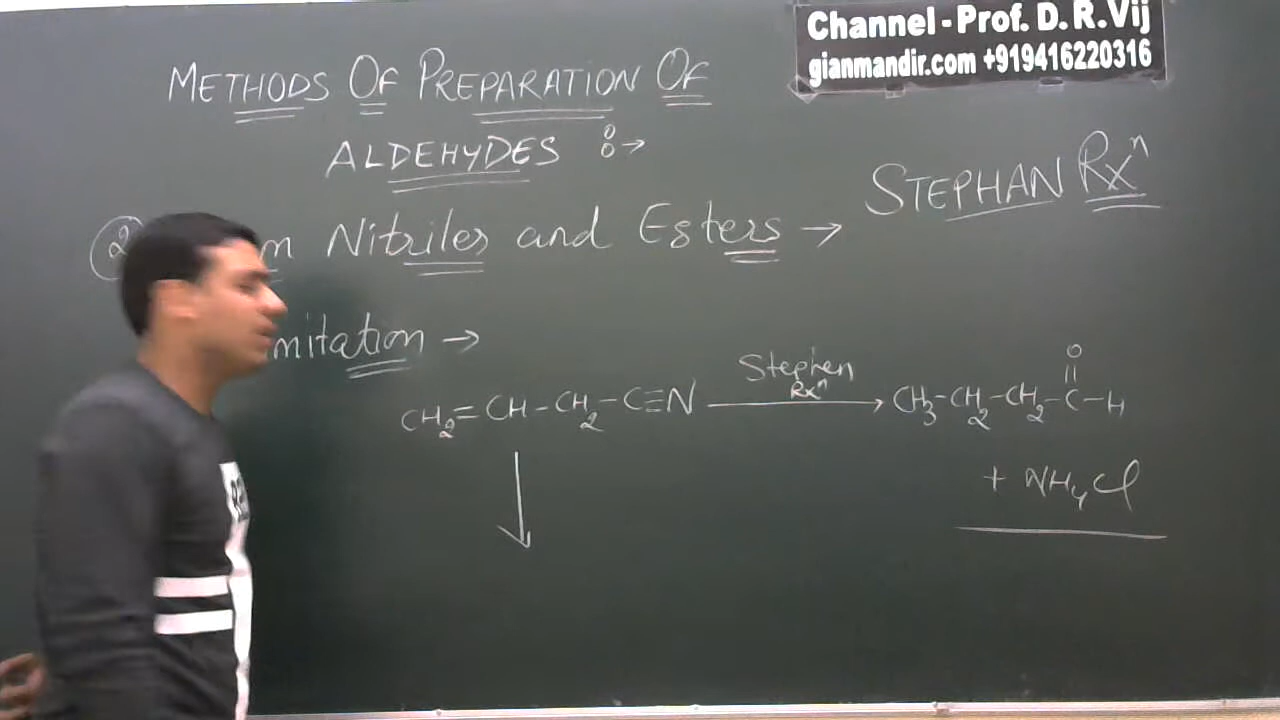 Channel - Prof. D. R. Vij
gianmandir.com +919416220316
METHODS OF PREPARATION OF
ALDEHYDES :→
STEPHAN Rxⁿ
② m Nitriles and Esters →
mitation →
Stephen
Rxⁿ
CH₂=CH-CH₂-C≡N → CH₃-CH₂-CH₂-C-H
O
+ NH₄Cl